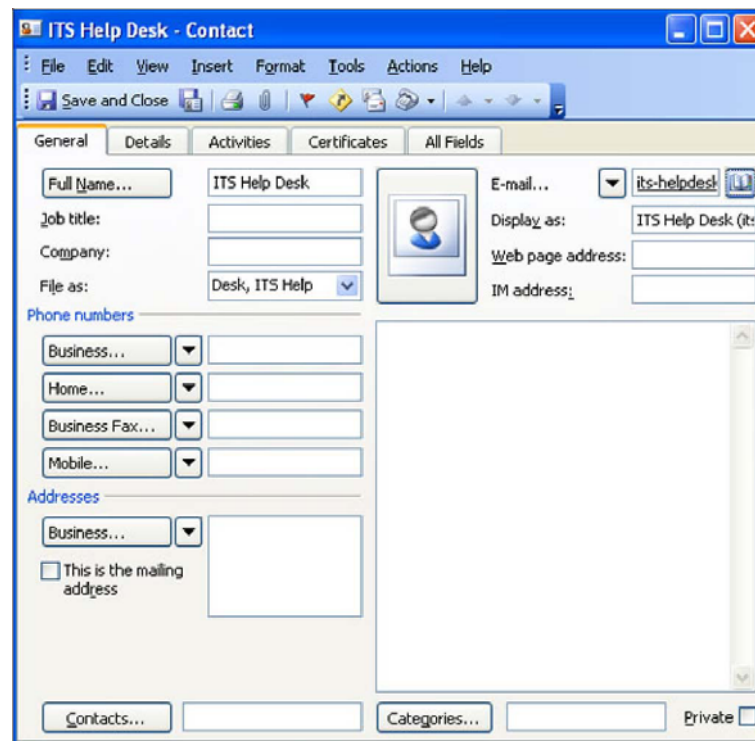 ITS Help Desk - Contact
File Edit View Insert Format Tools Actions Help
Save and Close
General Details Activities Certificates All Fields
Full Name... ITS Help Desk
Job title:
Company:
File as: Desk, ITS Help
E-mail... its-helpdesk
Display as: ITS Help Desk (its
Web page address:
IM address:
Phone numbers
Business...
Home...
Business Fax...
Mobile...
Addresses
Business...
This is the mailing
address
Contacts... Categories... Private